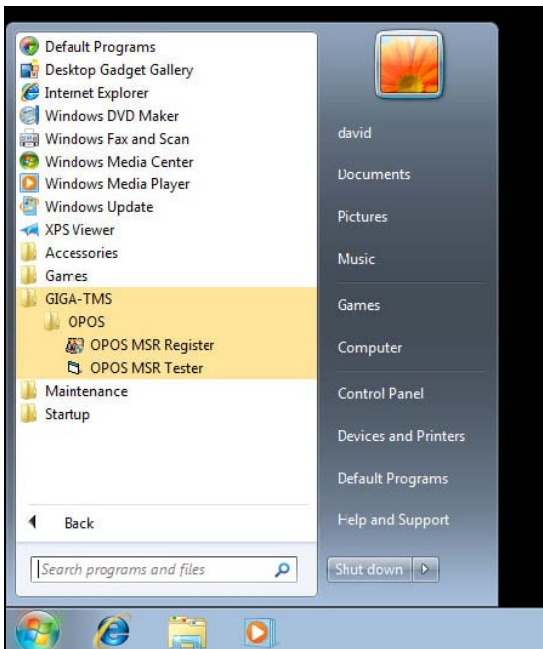 Default Programs
Desktop Gadget Gallery
Internet Explorer
Windows DVD Maker
Windows Fax and Scan
Windows Media Center
Windows Media Player
Windows Update
XPS Viewer
Accessories
Games
GIGA-TMS
OPOS
OPOS MSR Register
OPOS MSR Tester
Maintenance
Startup
Back
Search programs and files
david
Documents
Pictures
Music
Games
Computer
Control Panel
Devices and Printers
Default Programs
Help and Support
Shut down